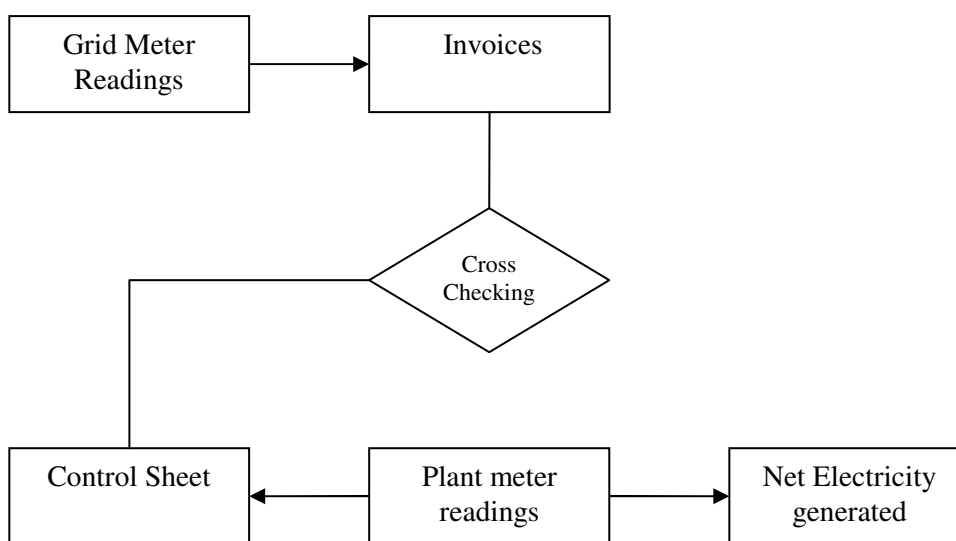 Grid Meter
Readings
Invoices
Cross
Checking
Control Sheet
Plant meter
readings
Net Electricity
generated